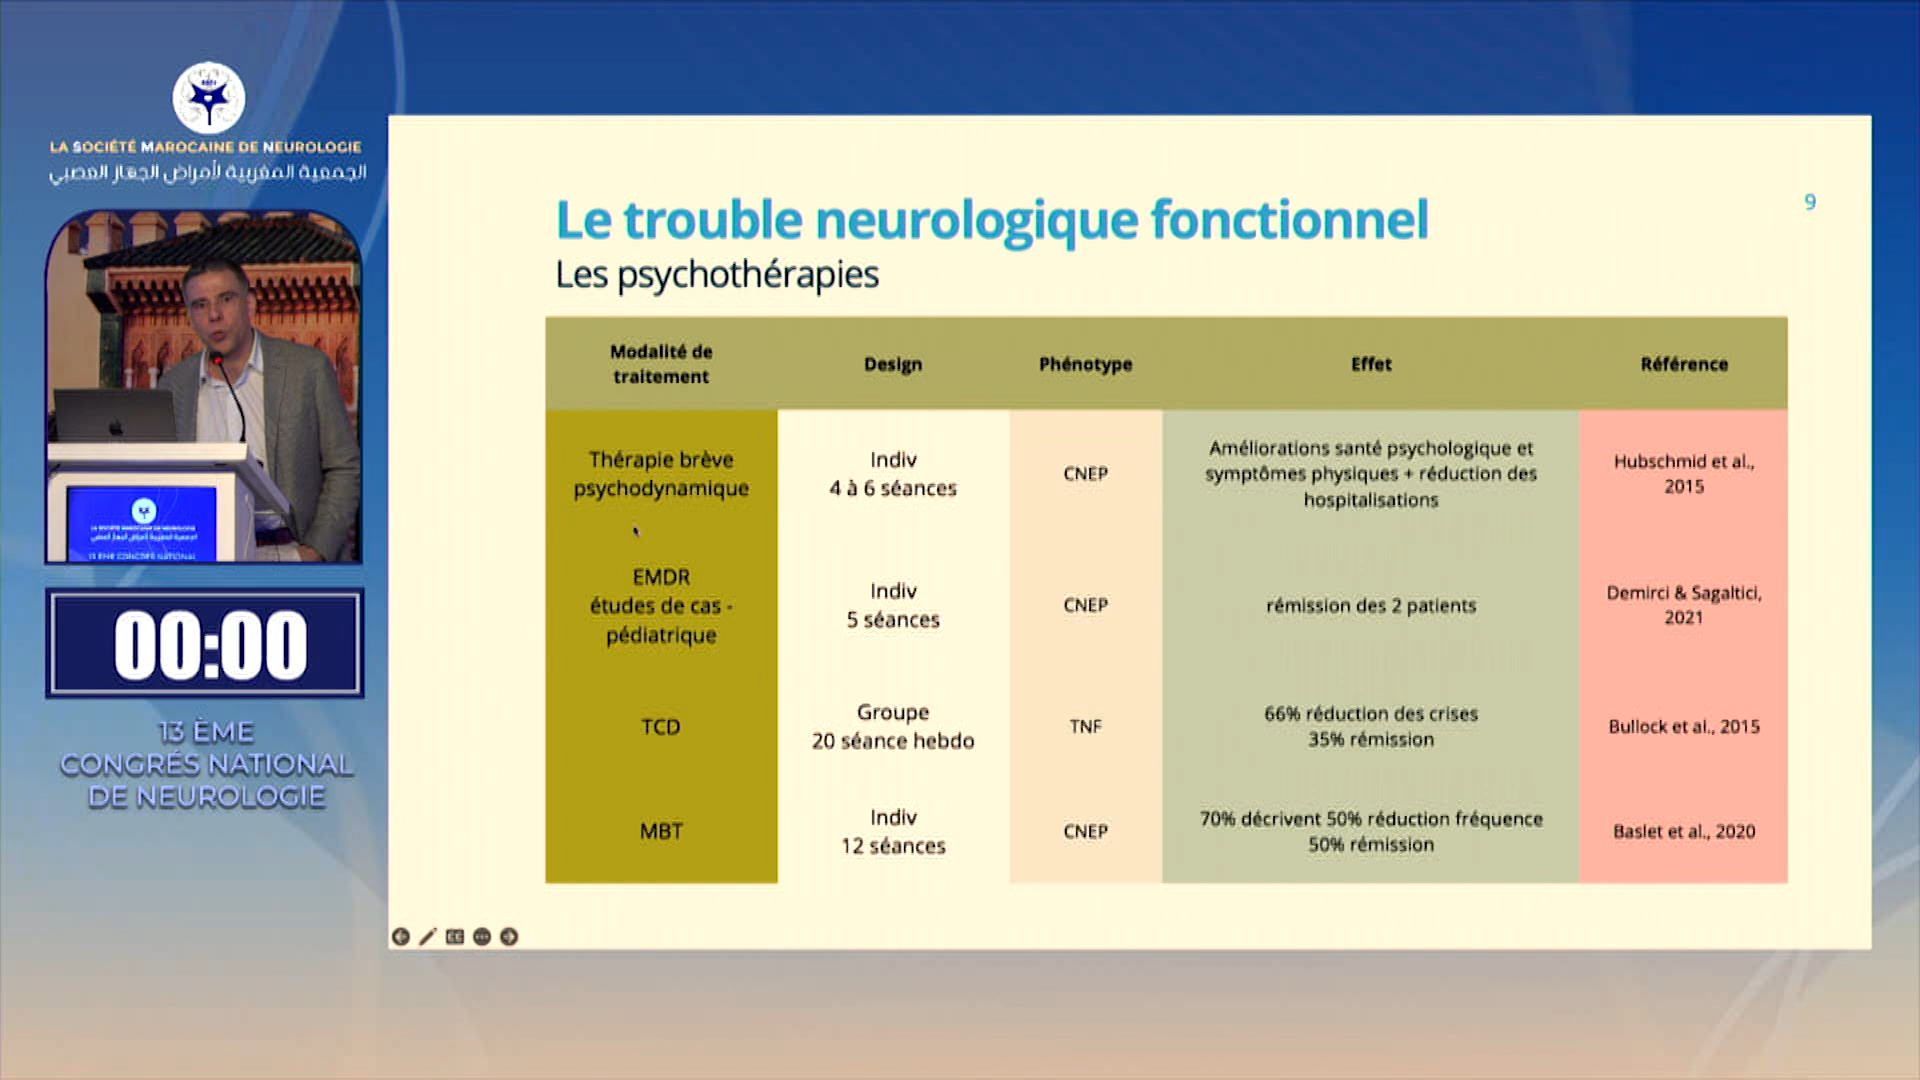 LA SOCIÉTÉ MAROCAINE DE NEUROLOGIE
الجمعية المغربية لأمراض الجهاز العصبي
00:00
13 ÈME
CONGRÉS NATIONAL
DE NEUROLOGIE
9
Le trouble neurologique fonctionnel
Les psychothérapies
Modalité de
traitement
Design
Phénotype
Effet
Référence
Thérapie brève
psychodynamique
Indiv
4 à 6 séances
CNEP
Améliorations santé psychologique et
symptômes physiques + réduction des
hospitalisations
Hubschmid et al.,
2015
EMDR
études de cas -
pédiatrique
Indiv
5 séances
CNEP
rémission des 2 patients
Demirci & Sagaltici,
2021
TCD
Groupe
20 séance hebdo
TNF
66% réduction des crises
35% rémission
Bullock et al., 2015
MBT
Indiv
12 séances
CNEP
70% décrivent 50% réduction fréquence
50% rémission
Baslet et al., 2020